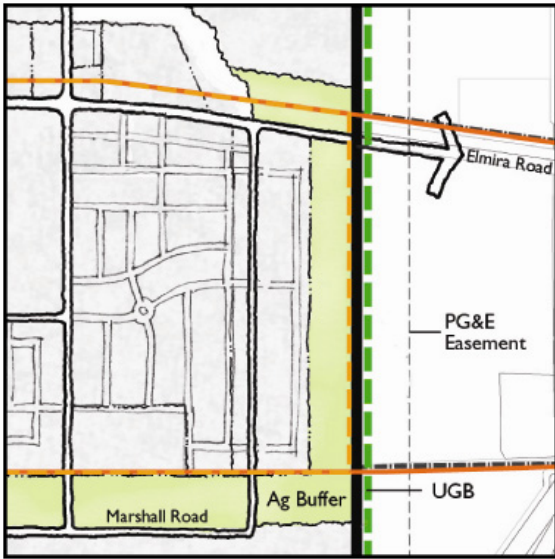 Elmira Road
PG&E
Easement
Ag Buffer
UGB
Marshall Road